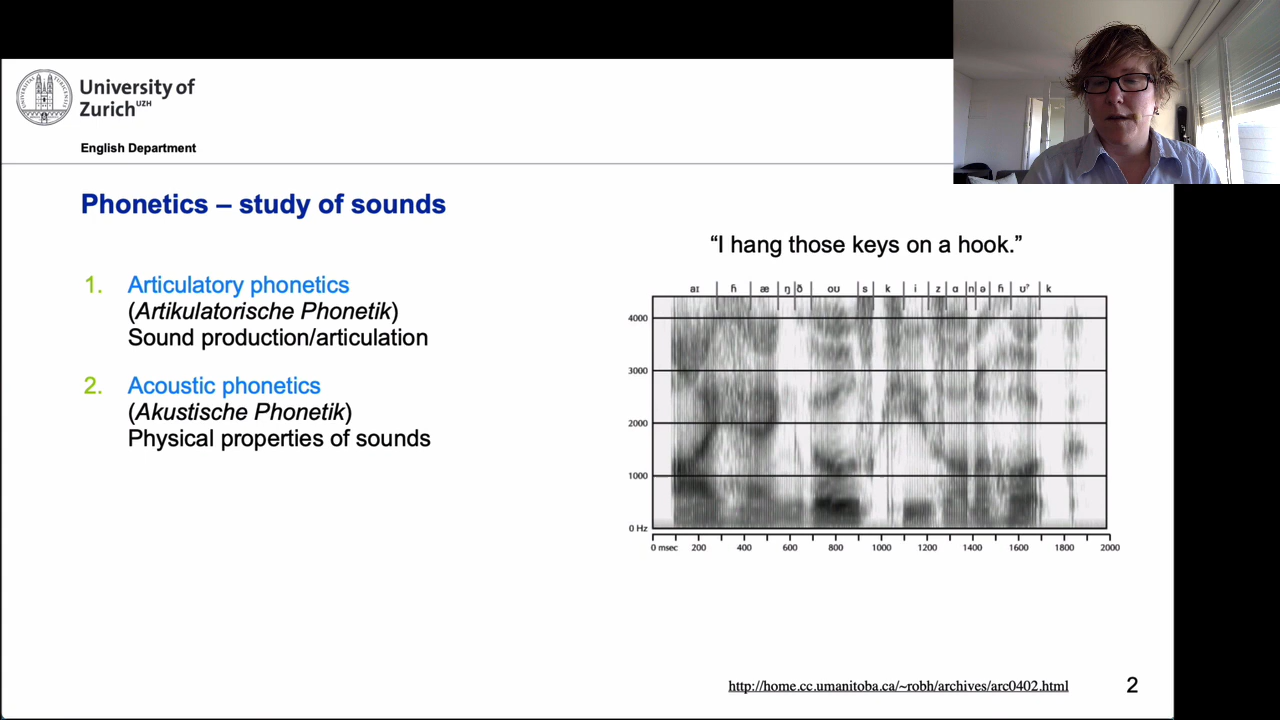 University of
Zurich UZH
English Department
Phonetics – study of sounds
“I hang those keys on a hook.”
1. Articulatory phonetics
(Artikulatorische Phonetik)
Sound production/articulation
2. Acoustic phonetics
(Akustische Phonetik)
Physical properties of sounds
aɪ ɦ æ ŋ ð oʊ s k i z ɑ n ə ɦ ʊˀ k
4000
3000
2000
1000
0 Hz
0 msec 200 400 600 800 1000 1200 1400 1600 1800 2000
http://home.cc.umanitoba.ca/~robh/archives/arc0402.html
2